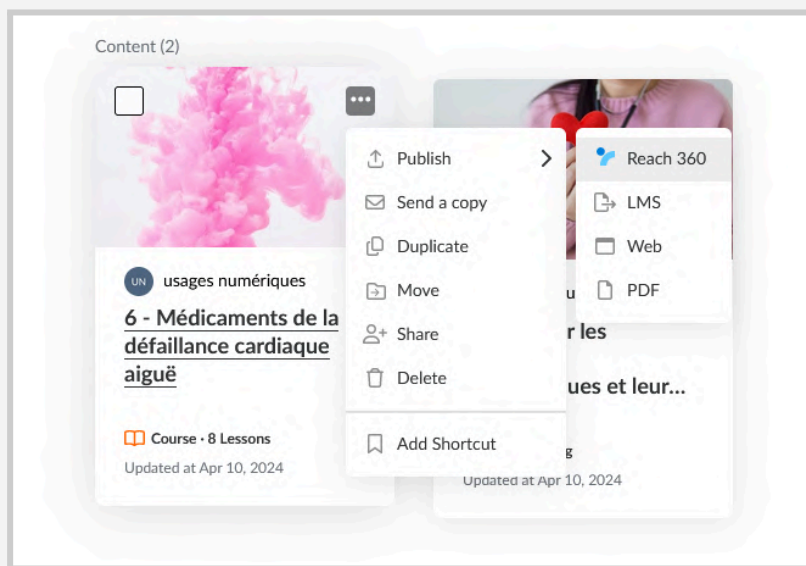 Content (2)
UN usages numériques
6 - Médicaments de la
défaillance cardiaque
aiguë
Course · 8 Lessons
Updated at Apr 10, 2024
Publish
Send a copy
Duplicate
Move
Share
Delete
Add Shortcut
Reach 360
LMS
Web
PDF
u
r les
ues et leur...
g
Updated at Apr 10, 2024